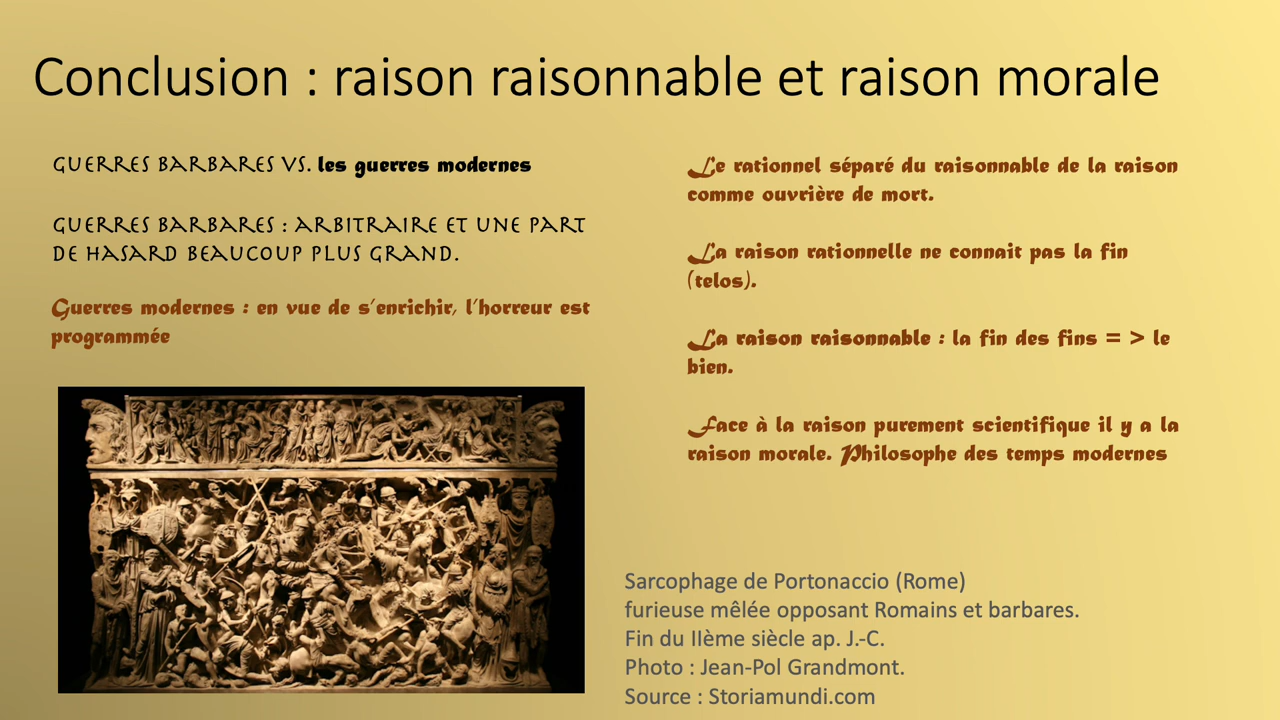 Conclusion : raison raisonnable et raison morale
Guerres barbares vs. les guerres modernes
Guerres barbares : arbitraire et une part
de hasard beaucoup plus grand.
Guerres modernes : en vue de s'enrichir, l'horreur est
programmée
Le rationnel séparé du raisonnable de la raison
comme ouvrière de mort.
La raison rationnelle ne connait pas la fin
(telos).
La raison raisonnable : la fin des fins = > le
bien.
Face à la raison purement scientifique il y a la
raison morale. Philosophe des temps modernes
Sarcophage de Portonaccio (Rome)
furieuse mêlée opposant Romains et barbares.
Fin du IIème siècle ap. J.-C.
Photo : Jean-Pol Grandmont.
Source : Storiamundi.com